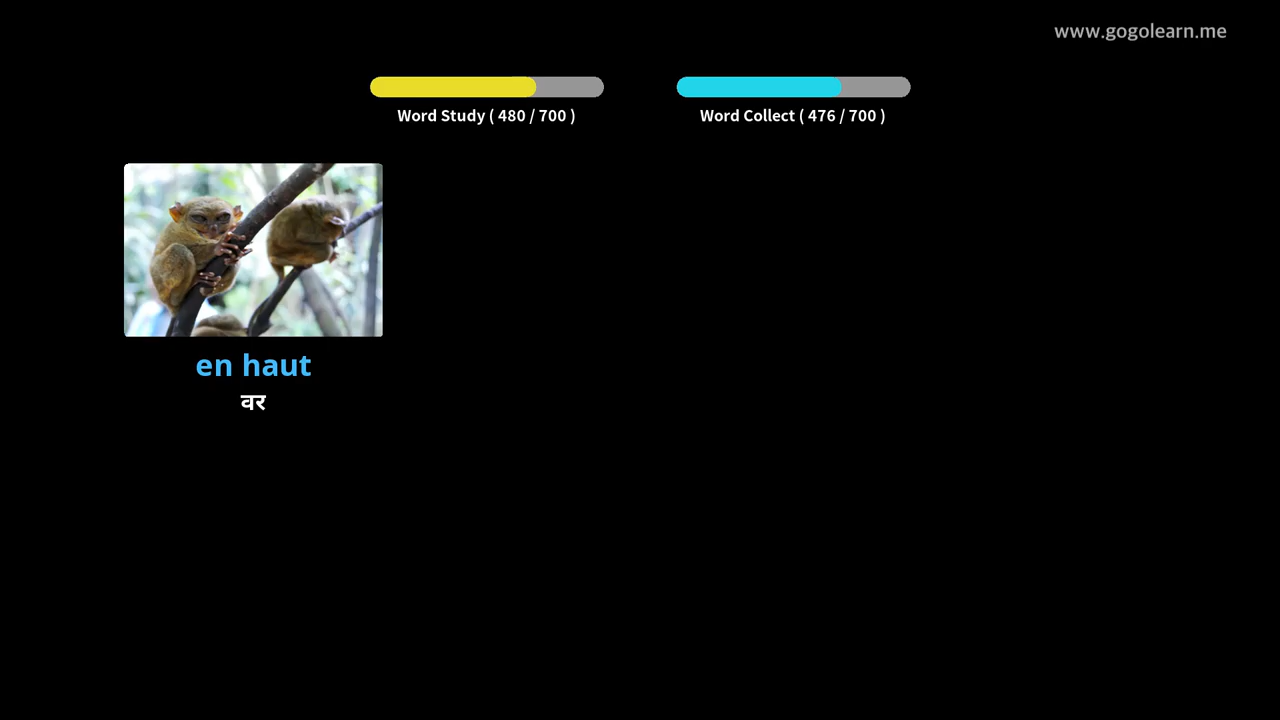 www.gogolearn.me
Word Study ( 480 / 700 )
Word Collect ( 476 / 700 )
en haut
वर